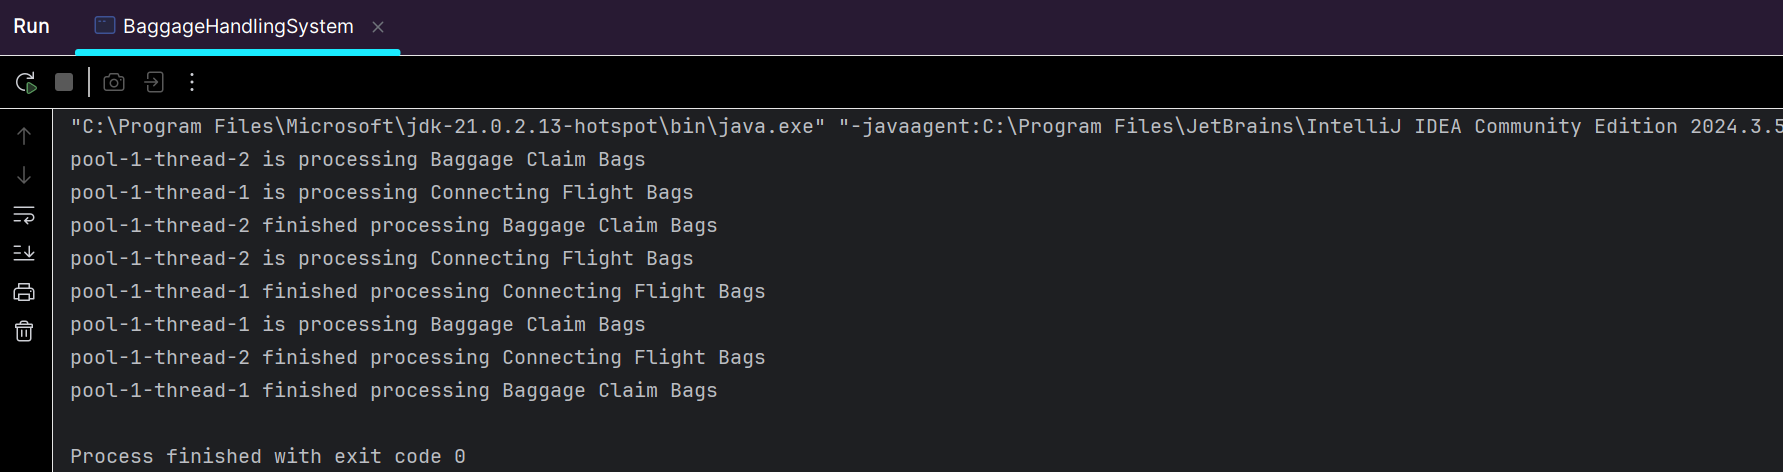 Run BaggageHandlingSystem
"C:\Program Files\Microsoft\jdk-21.0.2.13-hotspot\bin\java.exe" "-javaagent:C:\Program Files\JetBrains\IntelliJ IDEA Community Edition 2024.3.5
pool-1-thread-2 is processing Baggage Claim Bags
pool-1-thread-1 is processing Connecting Flight Bags
pool-1-thread-2 finished processing Baggage Claim Bags
pool-1-thread-2 is processing Connecting Flight Bags
pool-1-thread-1 finished processing Connecting Flight Bags
pool-1-thread-1 is processing Baggage Claim Bags
pool-1-thread-2 finished processing Connecting Flight Bags
pool-1-thread-1 finished processing Baggage Claim Bags
Process finished with exit code 0